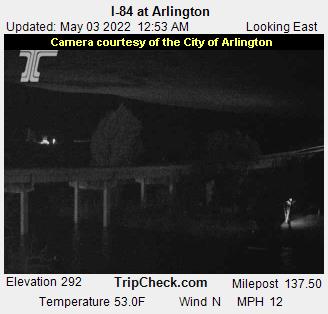 I-84 at Arlington
Updated: May 03 2022 12:53 AM Looking East
Camera courtesy of the City of Arlington
Elevation 292 TripCheck.com Milepost 137.50
Temperature 53.0F Wind N MPH 12